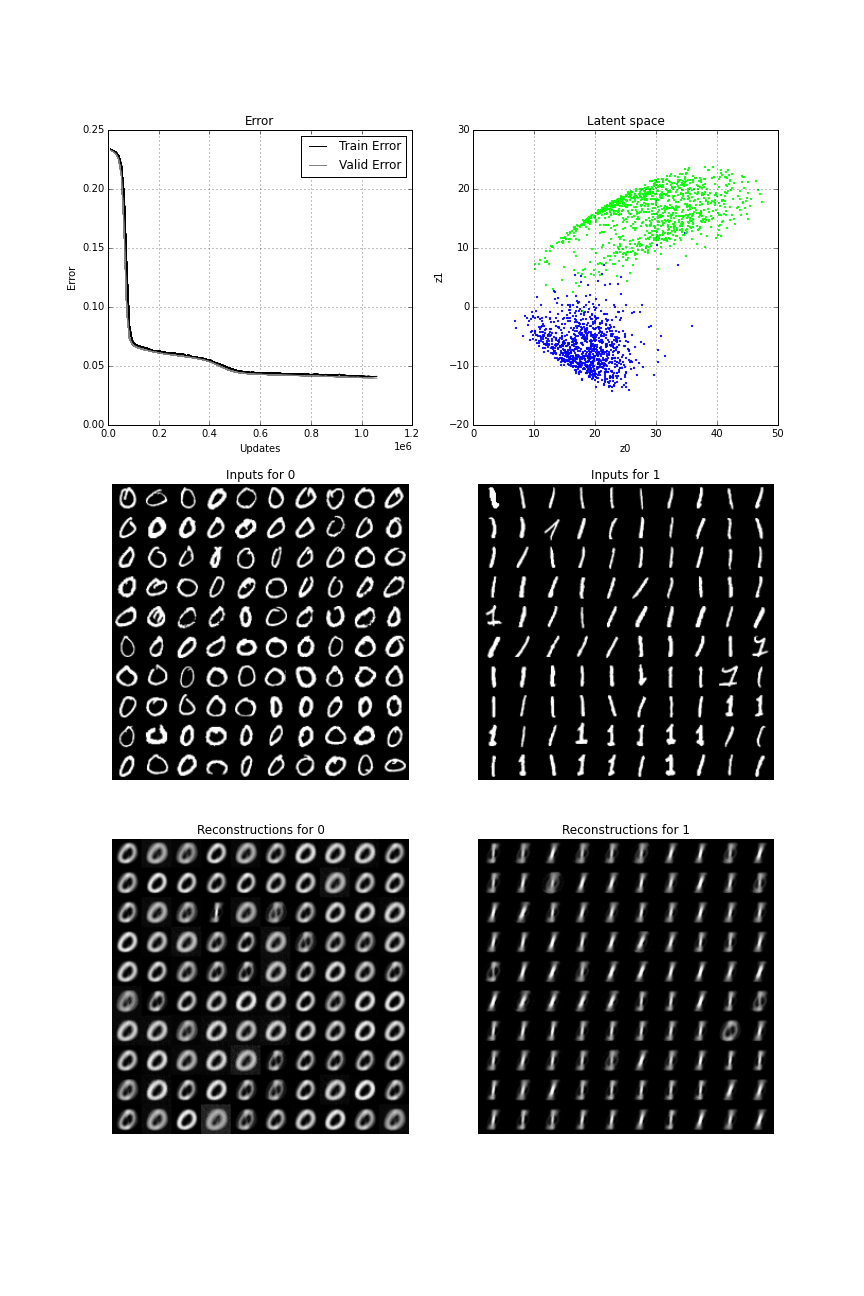 Error
Train Error
Valid Error
0.25
0.20
0.15
0.10
0.05
0.00
Error
0.0
0.2
0.4
0.6
0.8
1.0
1.2
Updates
1e6
Latent space
30
20
10
0
−10
−20
z1
0
10
20
30
40
50
z0
Inputs for 0
Inputs for 1
Reconstructions for 0
Reconstructions for 1